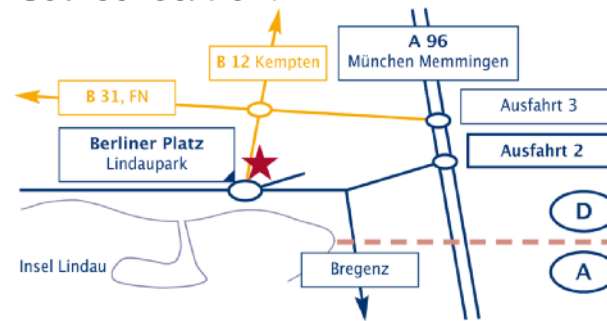 A 96
München Memmingen
B 12 Kempten
B 31, FN
Ausfahrt 3
Berliner Platz
Lindaupark
Ausfahrt 2
D
Insel Lindau
Bregenz
A